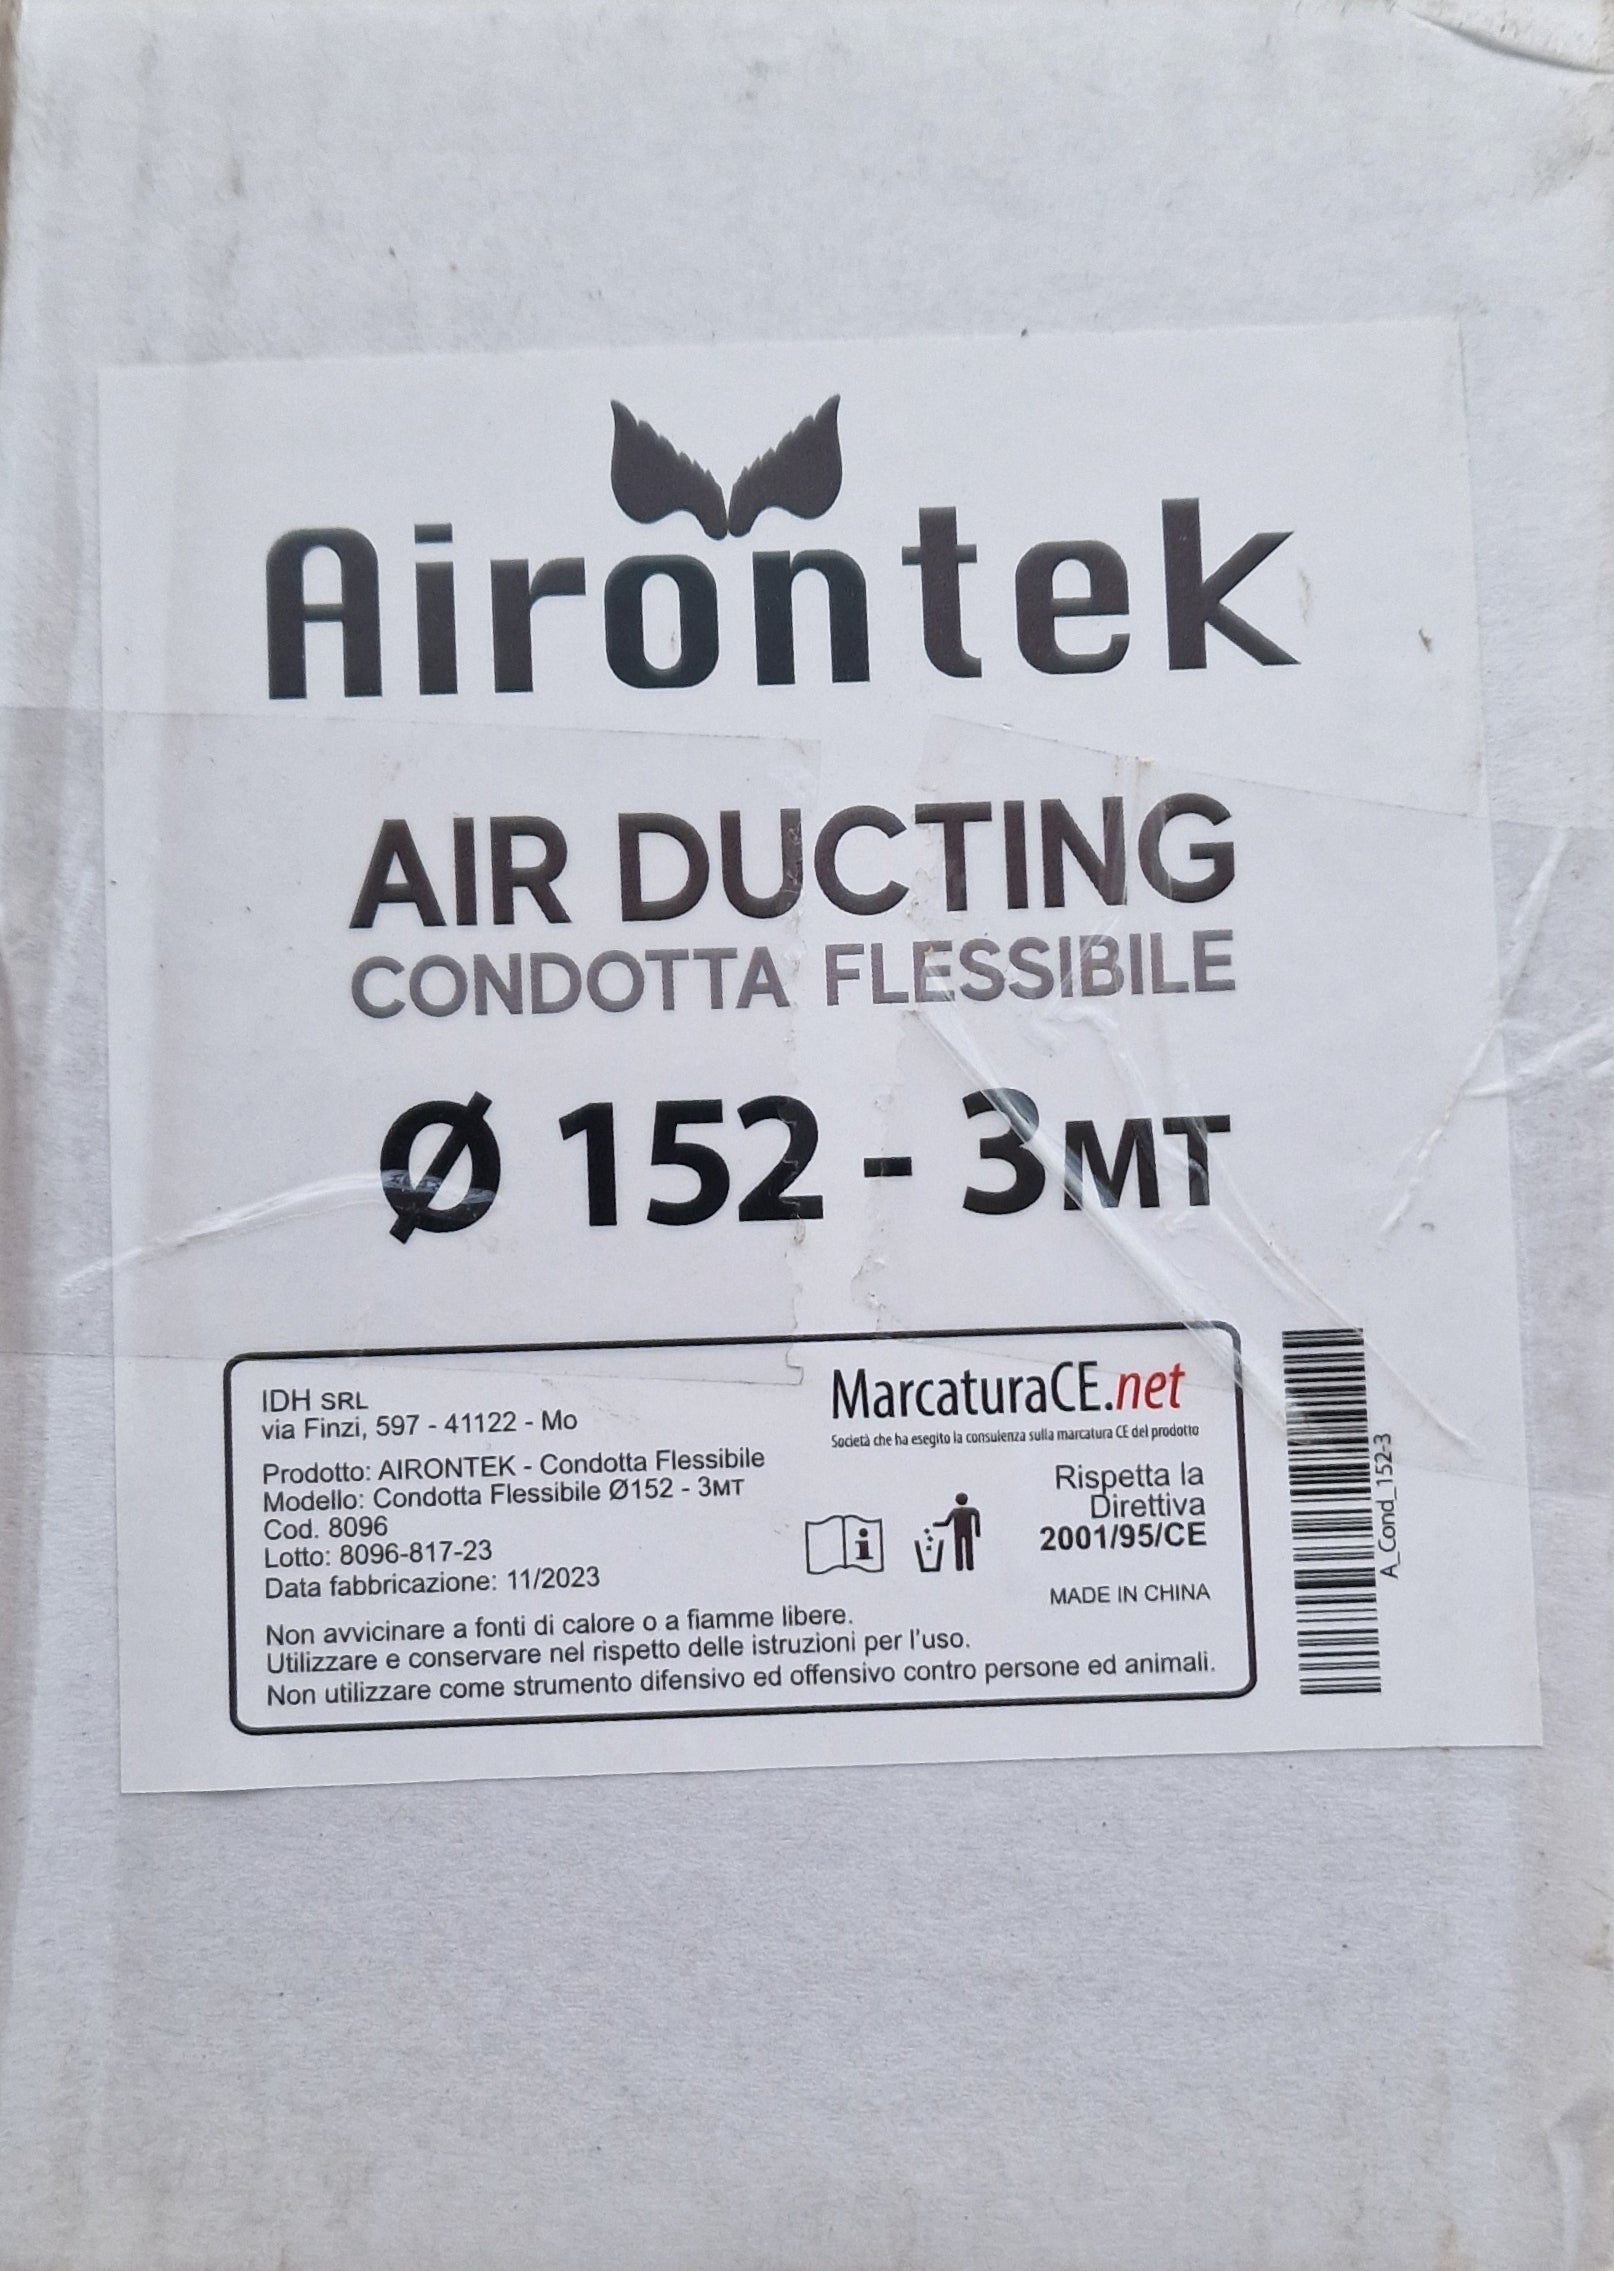 Airontek
AIR DUCTING
CONDOTTA FLESSIBILE
Ø 152 - 3MT
IDH SRL
via Finzi, 597 - 41122 - Mo
Prodotto: AIRONTEK - Condotta Flessibile
Modello: Condotta Flessibile Ø152 - 3MT
Cod. 8096
Lotto: 8096-817-23
Data fabbricazione: 11/2023
MarcaturaCE.net
Società che ha esegito la consulenza sulla marcatura CE del prodotto
Rispetta la
Direttiva
2001/95/CE
MADE IN CHINA
Non avvicinare a fonti di calore o a fiamme libere.
Utilizzare e conservare nel rispetto delle istruzioni per l'uso.
Non utilizzare come strumento difensivo ed offensivo contro persone ed animali.
A_Cond_152-3